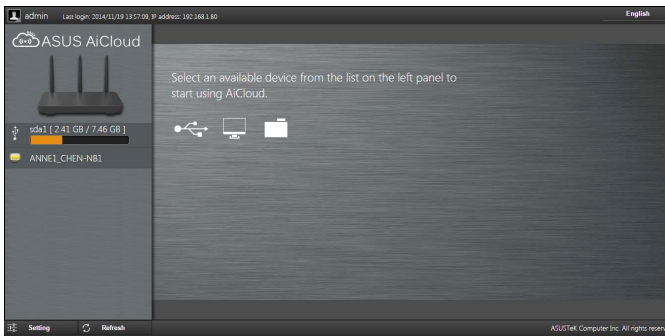 admin Last login: 2014/11/19 13:57:09, IP address: 192.168.1.80
English
ASUS AiCloud
Select an available device from the list on the left panel to
start using AiCloud.
sda1 [ 2.41 GB / 7.46 GB ]
ANNE1_CHEN-NB1
Setting Refresh
ASUSTeK Computer Inc. All rights reserv